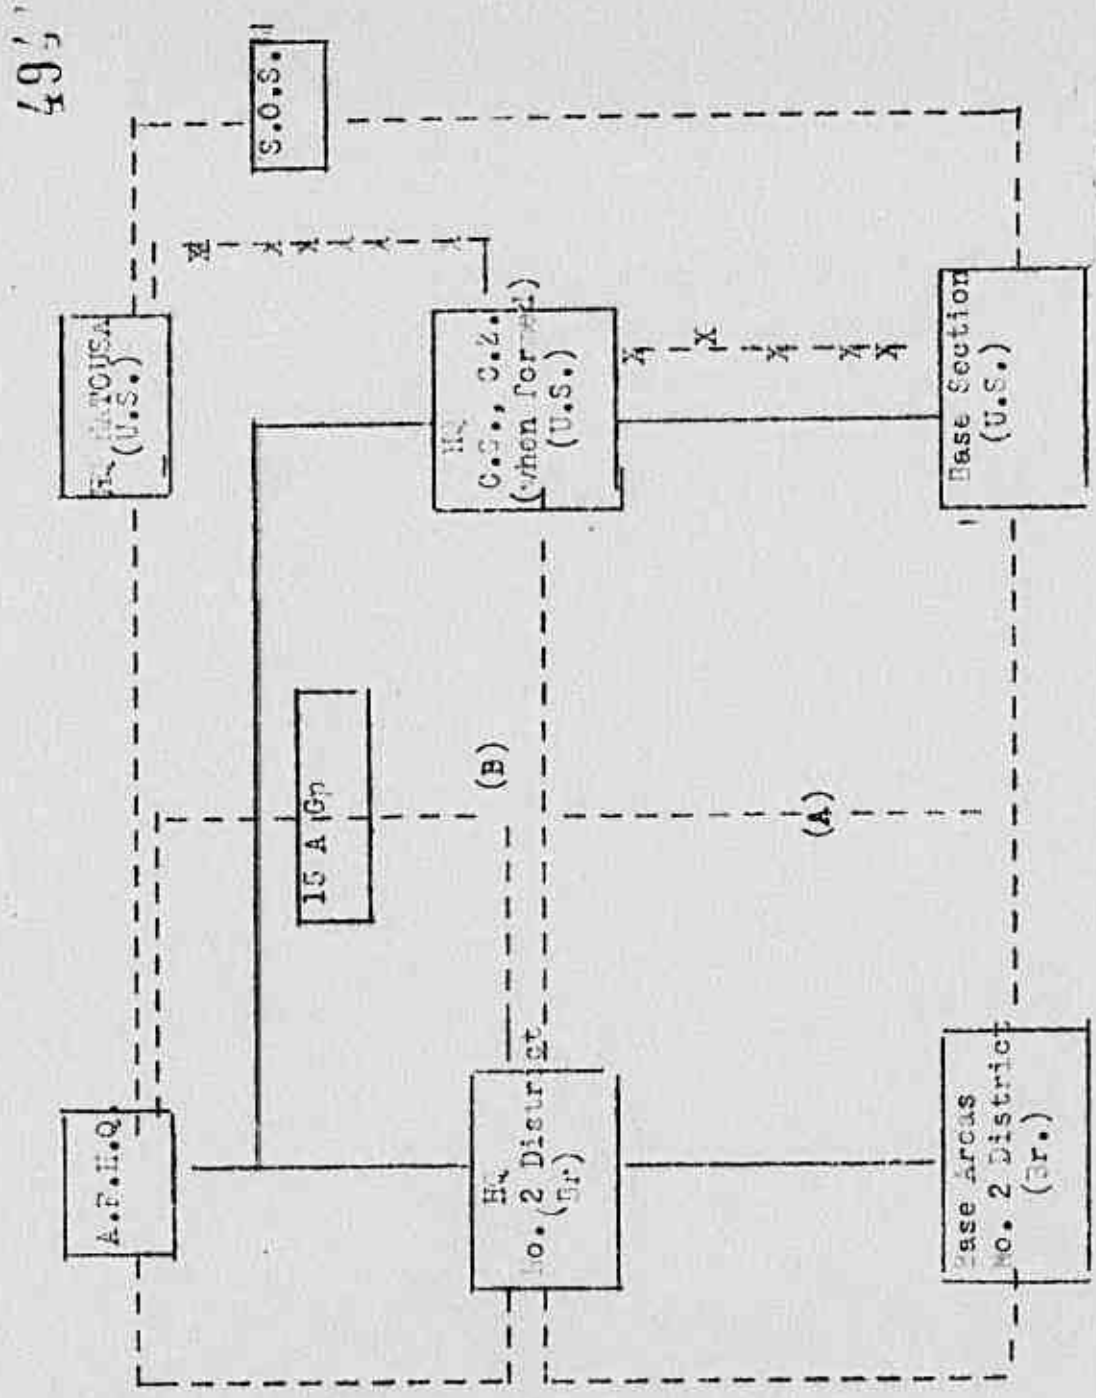 A.F.H.Q.
HQ NATOUSA
(U.S.)
S.O.S.
15 A Gp
(B)
HQ
No. 2 District
(Br)
HQ
(when formed)
(U.S.)
(A)
Base Areas
No. 2 District
(Br.)
Base Section
(U.S.)